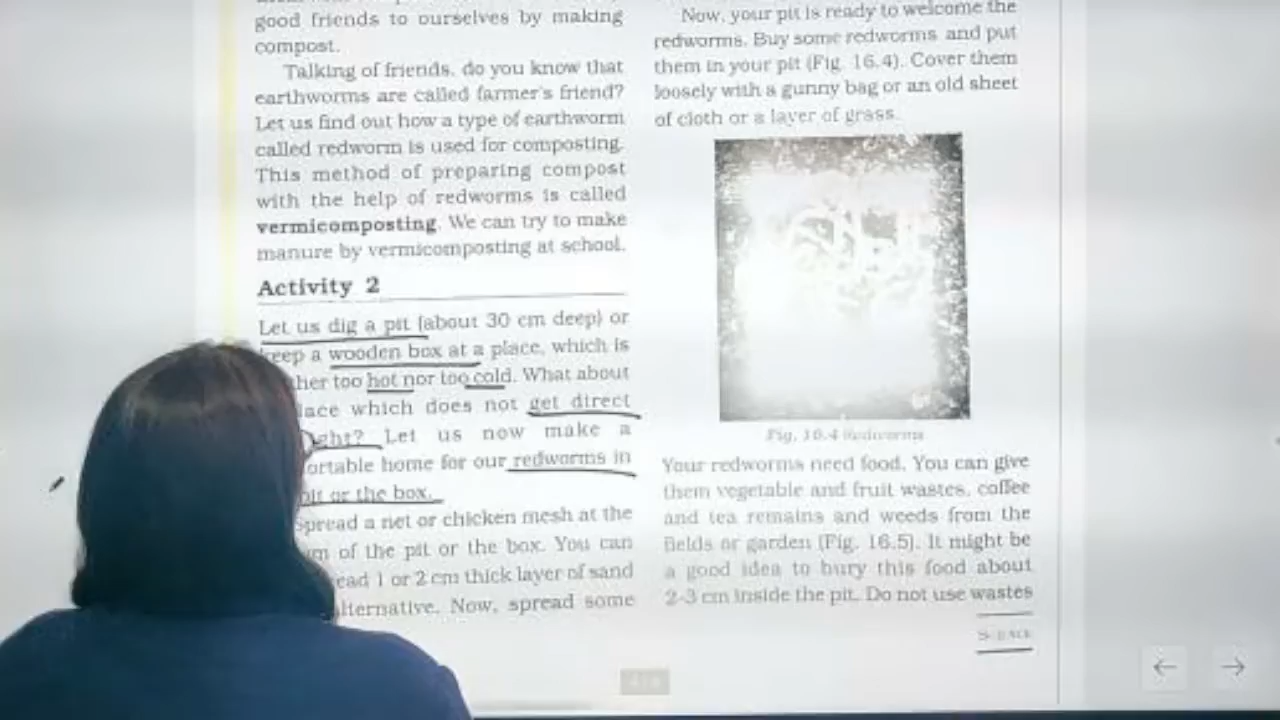 good friends to ourselves by making
compost.
Talking of friends, do you know that
earthworms are called farmer's friend?
Let us find out how a type of earthworm
called redworm is used for composting.
This method of preparing compost
with the help of redworms is called
vermicomposting. We can try to make
manure by vermicomposting at school.
Activity 2
Let us dig a pit (about 30 cm deep) or
keep a wooden box at a place, which is
ther too hot nor too cold. What about
lace which does not get direct
ght? Let us now make a
ortable home for our redworms in
pit or the box.
Spread a net or chicken mesh at the
m of the pit or the box. You can
ead 1 or 2 cm thick layer of sand
lternative. Now, spread some
Now, your pit is ready to welcome the
redworms. Buy some redworms and put
them in your pit (Fig. 16.4). Cover them
loosely with a gunny bag or an old sheet
of cloth or a layer of grass.
Fig. 16.4 Redworms
Your redworms need food. You can give
them vegetable and fruit wastes, coffee
and tea remains and weeds from the
fields or garden (Fig. 16.5). It might be
a good idea to bury this food about
2-3 cm inside the pit. Do not use wastes
SCIENCE